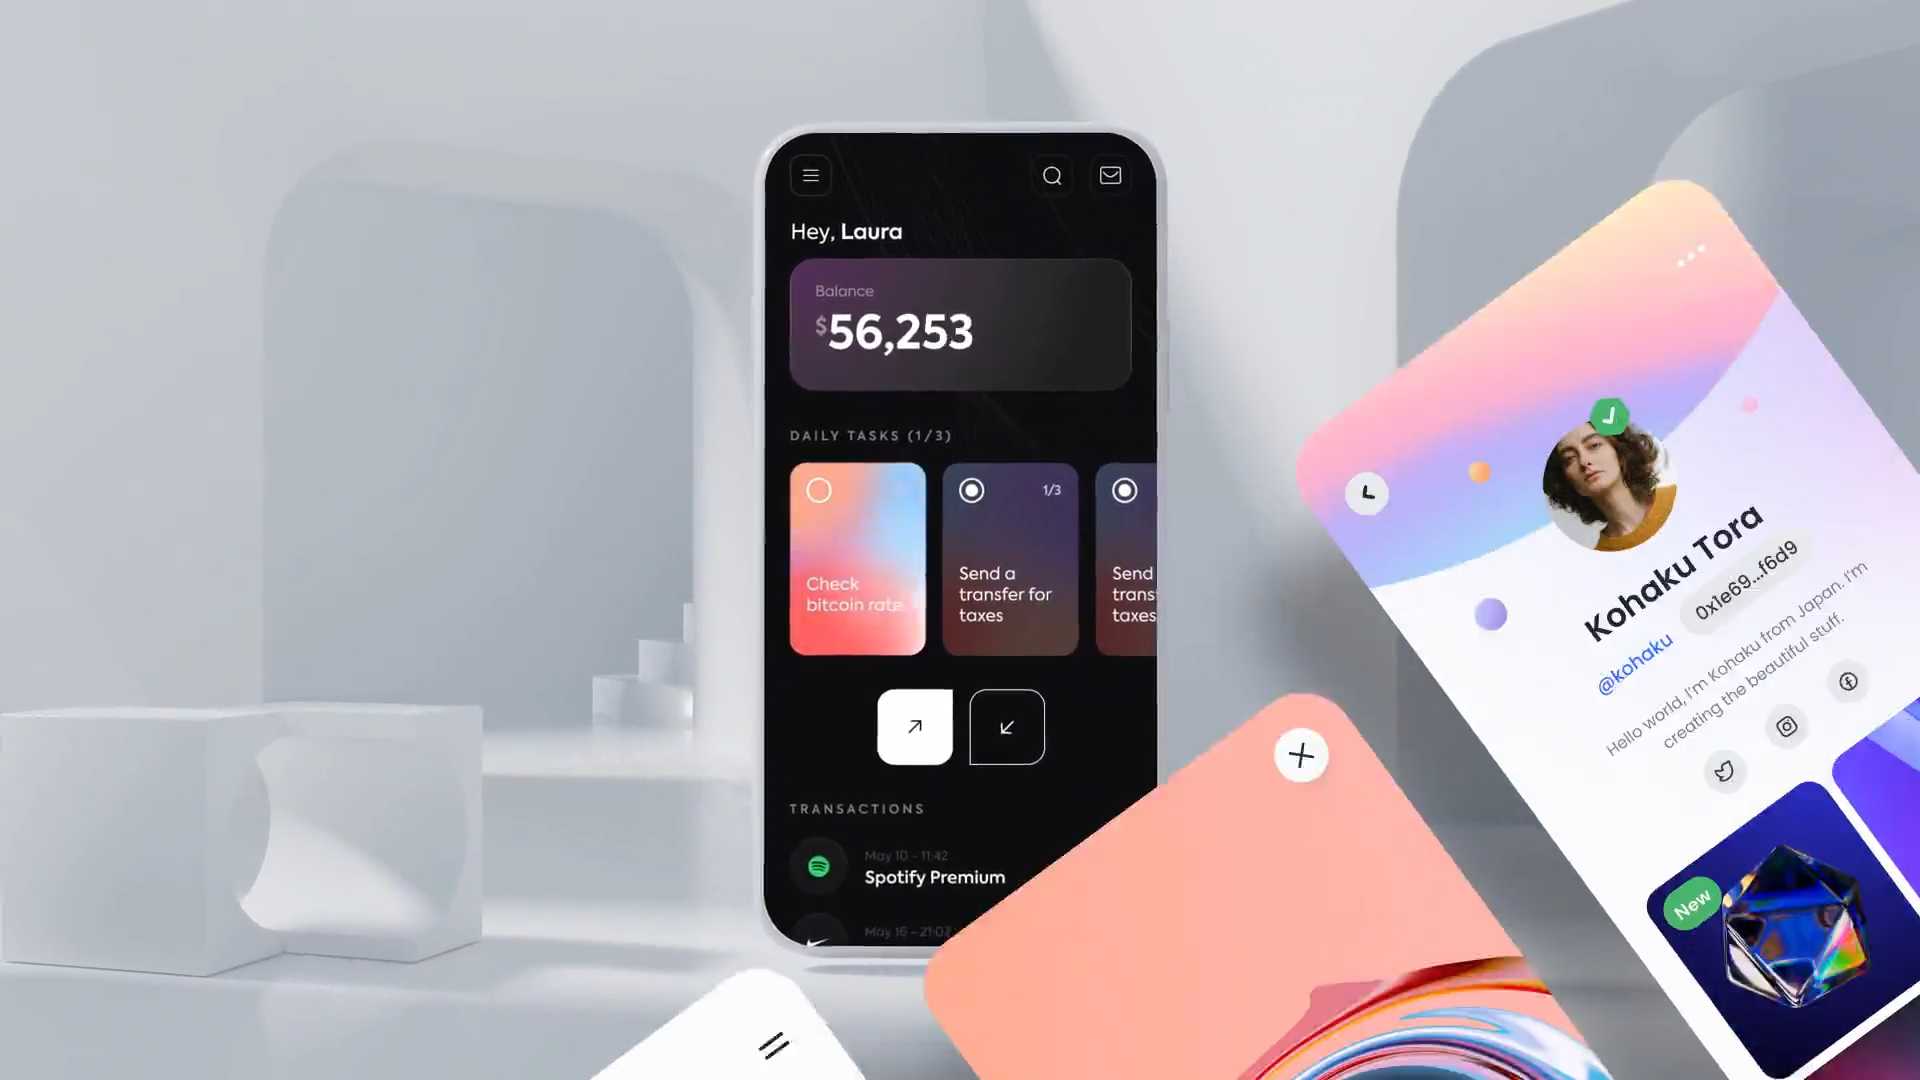 Hey, Laura
Balance
$56,253
DAILY TASKS (1/3)
Check
bitcoin rate
1/3
Send a
transfer for
taxes
Send
trans
taxes
TRANSACTIONS
May 10 - 11:42
Spotify Premium
May 16 - 21:07
Kohaku Tora
@kohaku
0x1e69...f6d9
Hello world, I'm Kohaku from Japan. I'm
creating the beautiful stuff.
New